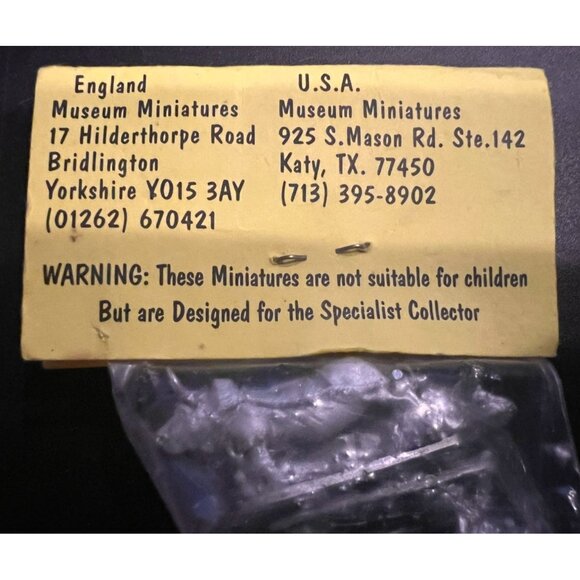 England
Museum Miniatures
17 Hilderthorpe Road
Bridlington
Yorkshire YO15 3AY
(01262) 670421
U.S.A.
Museum Miniatures
925 S.Mason Rd. Ste.142
Katy, TX. 77450
(713) 395-8902
WARNING: These Miniatures are not suitable for children
But are Designed for the Specialist Collector